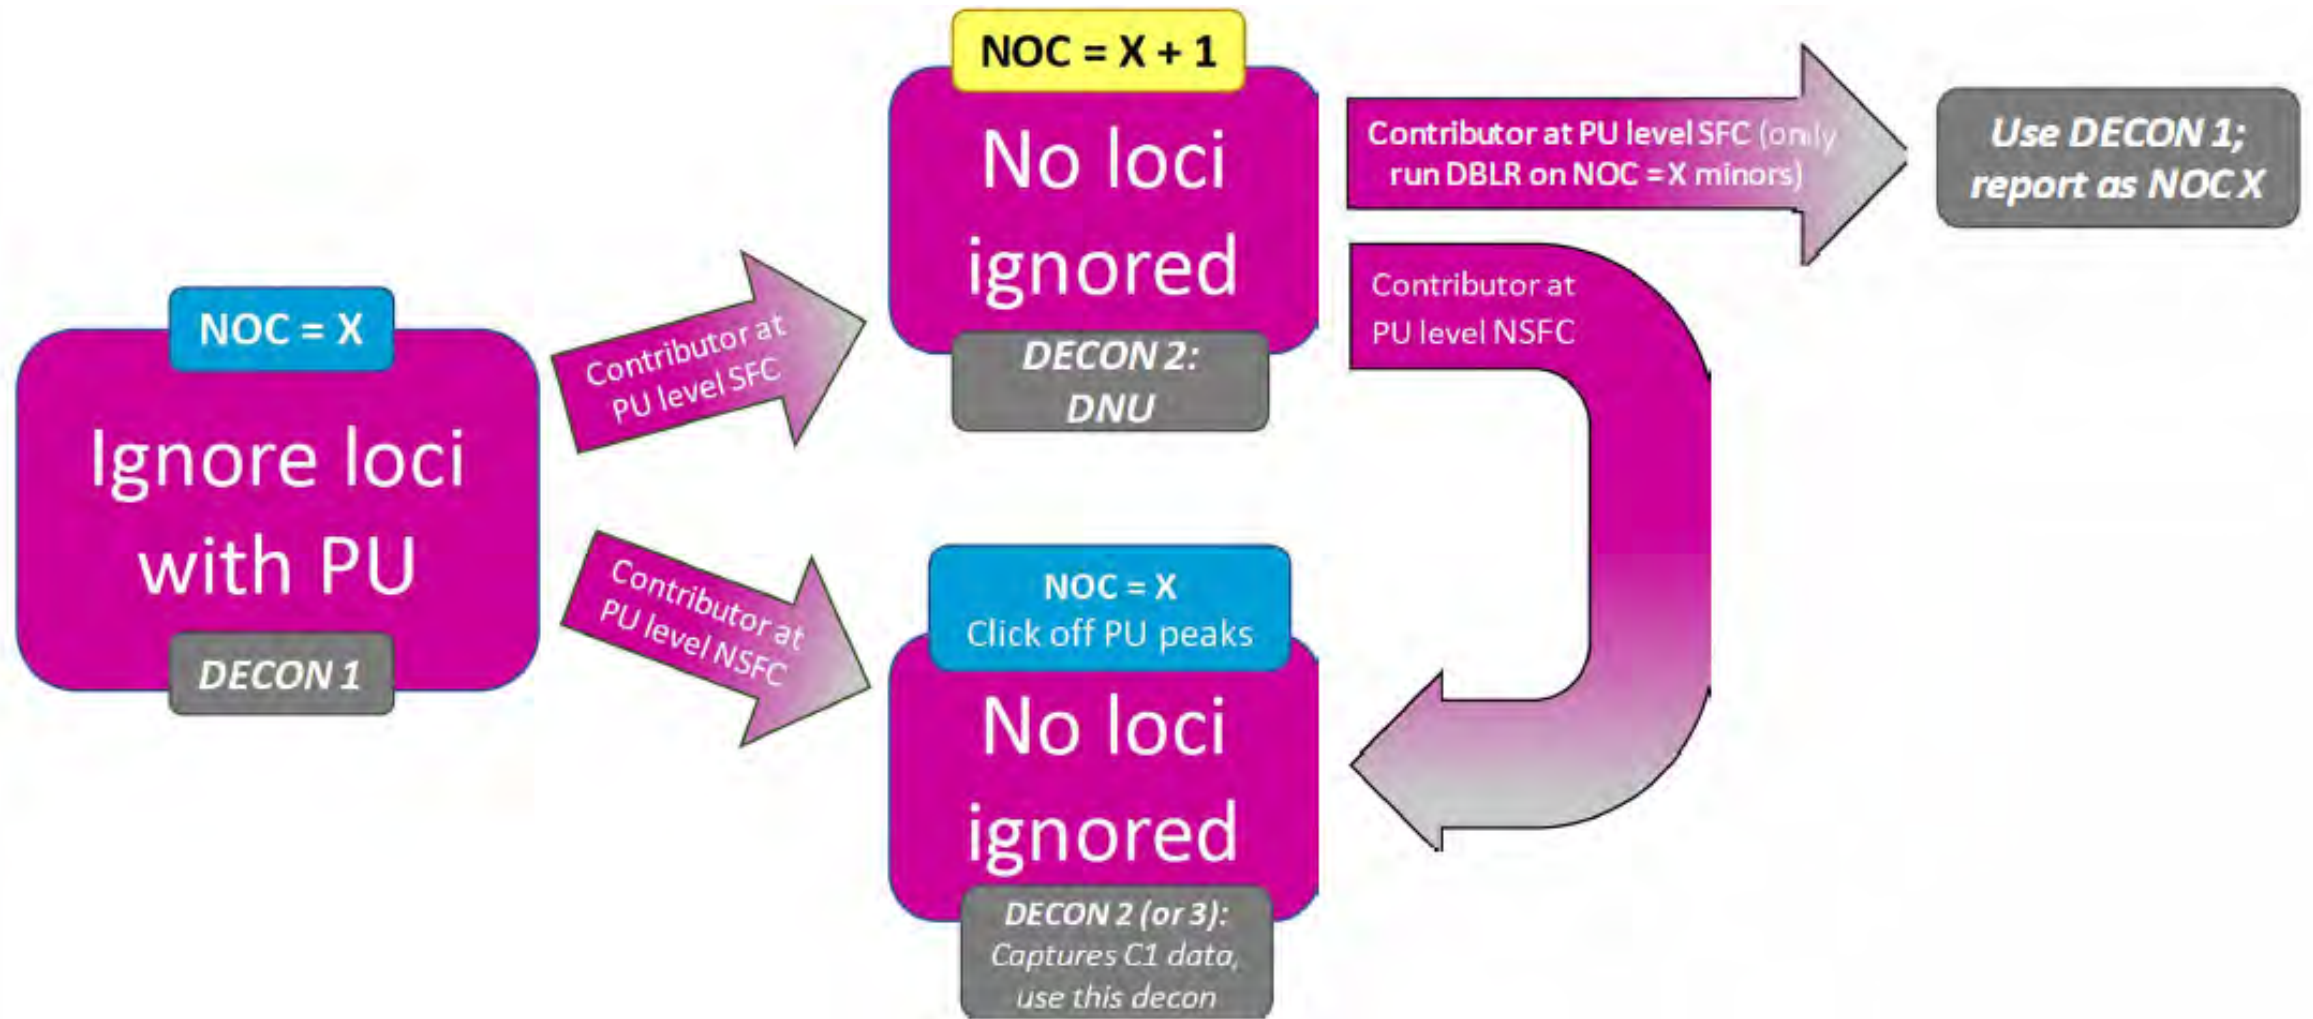 NOC = X
Ignore loci
with PU
DECON 1
Contributor at
PU level SFC
Contributor at
PU level NSFC
NOC = X + 1
No loci
ignored
DECON 2:
DNU
Contributor at PU level SFC (only
run DBLR on NOC = X minors)
Use DECON 1;
report as NOC X
Contributor at
PU level NSFC
NOC = X
Click off PU peaks
No loci
ignored
DECON 2 (or 3):
Captures C1 data,
use this decon